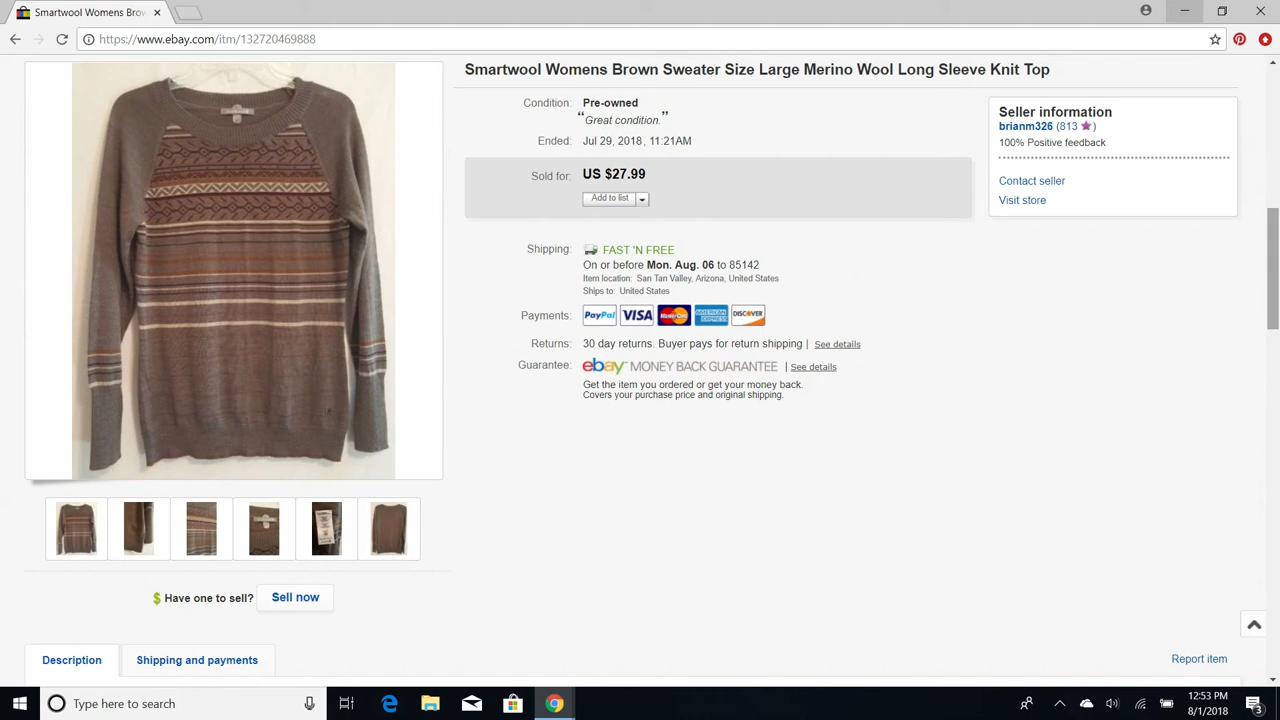 Smartwool Womens Brov
https://www.ebay.com/itm/132720469888
Smartwool Womens Brown Sweater Size Large Merino Wool Long Sleeve Knit Top
Condition: Pre-owned
“Great condition.”
Ended: Jul 29, 2018 , 11:21AM
Sold for: US $27.99
Add to list
Shipping: FAST 'N FREE
On or before Mon. Aug. 06 to 85142
Item location: San Tan Valley, Arizona, United States
Ships to: United States
Payments: PayPal VISA MasterCard AMERICAN EXPRESS DISCOVER
Returns: 30 day returns. Buyer pays for return shipping | See details
Guarantee: ebay MONEY BACK GUARANTEE | See details
Get the item you ordered or get your money back.
Covers your purchase price and original shipping.
Seller information
brianm326 (813 )
100% Positive feedback
Contact seller
Visit store
$ Have one to sell? Sell now
Description
Shipping and payments
Report item
Type here to search
12:53 PM
8/1/2018
3